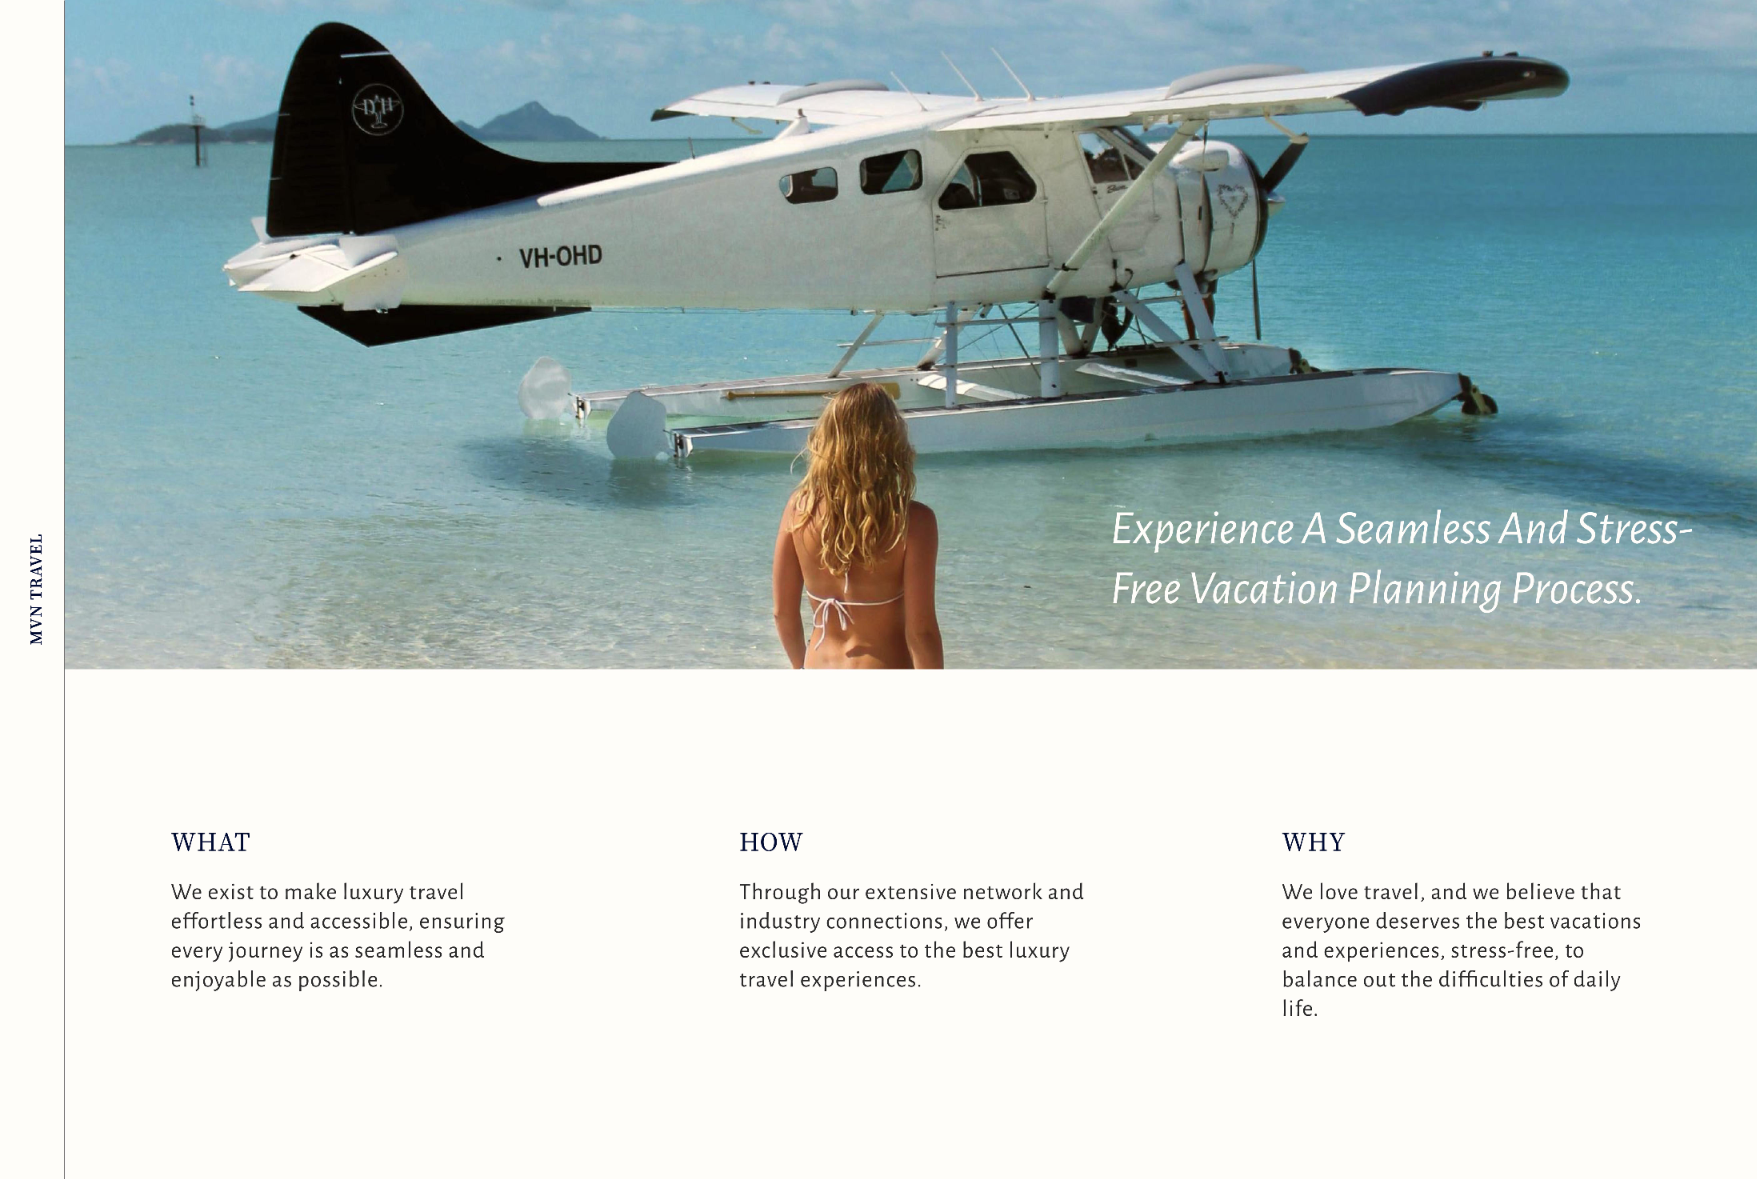 VH-OHD
Experience A Seamless And Stress-
Free Vacation Planning Process.
MVN TRAVEL
WHAT
We exist to make luxury travel
effortless and accessible, ensuring
every journey is as seamless and
enjoyable as possible.
HOW
Through our extensive network and
industry connections, we offer
exclusive access to the best luxury
travel experiences.
WHY
We love travel, and we believe that
everyone deserves the best vacations
and experiences, stress-free, to
balance out the difficulties of daily
life.